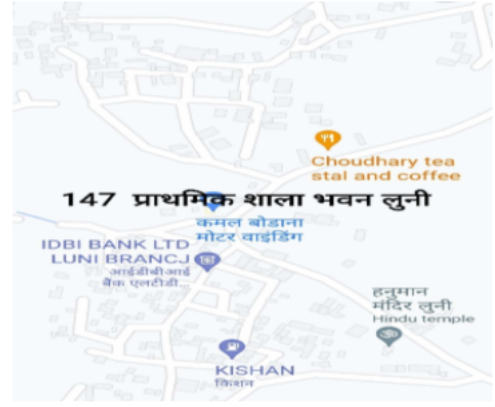 Choudhary tea
stal and coffee
147 प्राथमिक शाला भवन लुनी
कमल बोडाना
मोटर वाइंडिंग
IDBI BANK LTD
LUNI BRANCJ
आईडीबीआई
बैंक एलटीडी...
हनुमान
मंदिर लुनी
Hindu temple
KISHAN
किशन